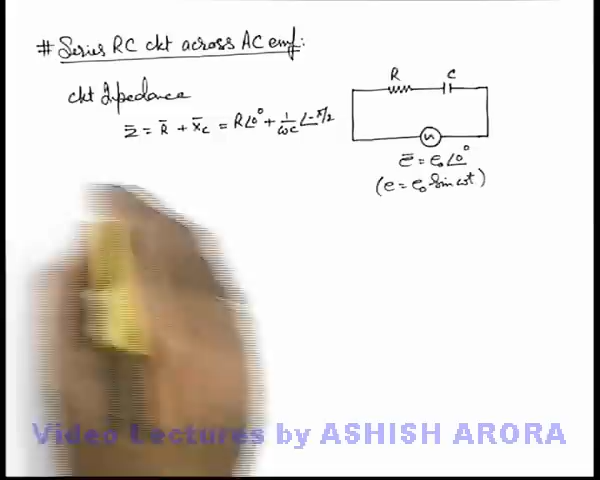 # Series RC ckt across AC emf:
ckt Impedance
z̄ = R̄ + x̄c = R∠0° + 1/ωc ∠-π/2
R C
ē = e₀∠0°
(e = e₀ sin ωt)
Video Lectures by ASHISH ARORA